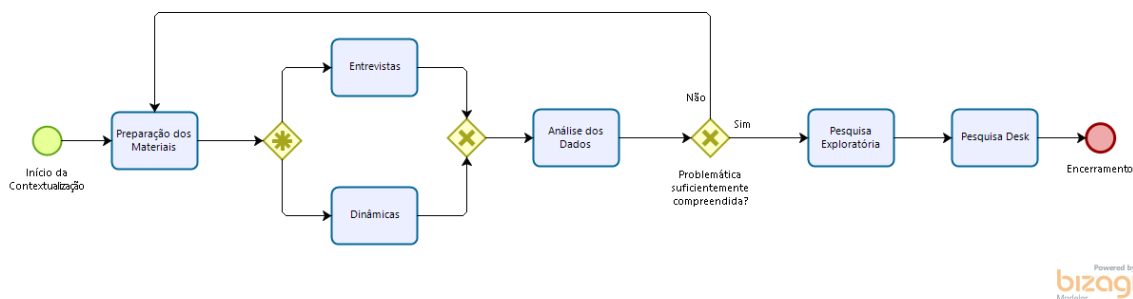 Início da
Contextualização
Preparação dos
Materiais
Entrevistas
Dinâmicas
Análise dos
Dados
Não
Sim
Problemática
suficientemente
compreendida?
Pesquisa
Exploratória
Pesquisa Desk
Encerramento
Powered by
bizagi
Modeler